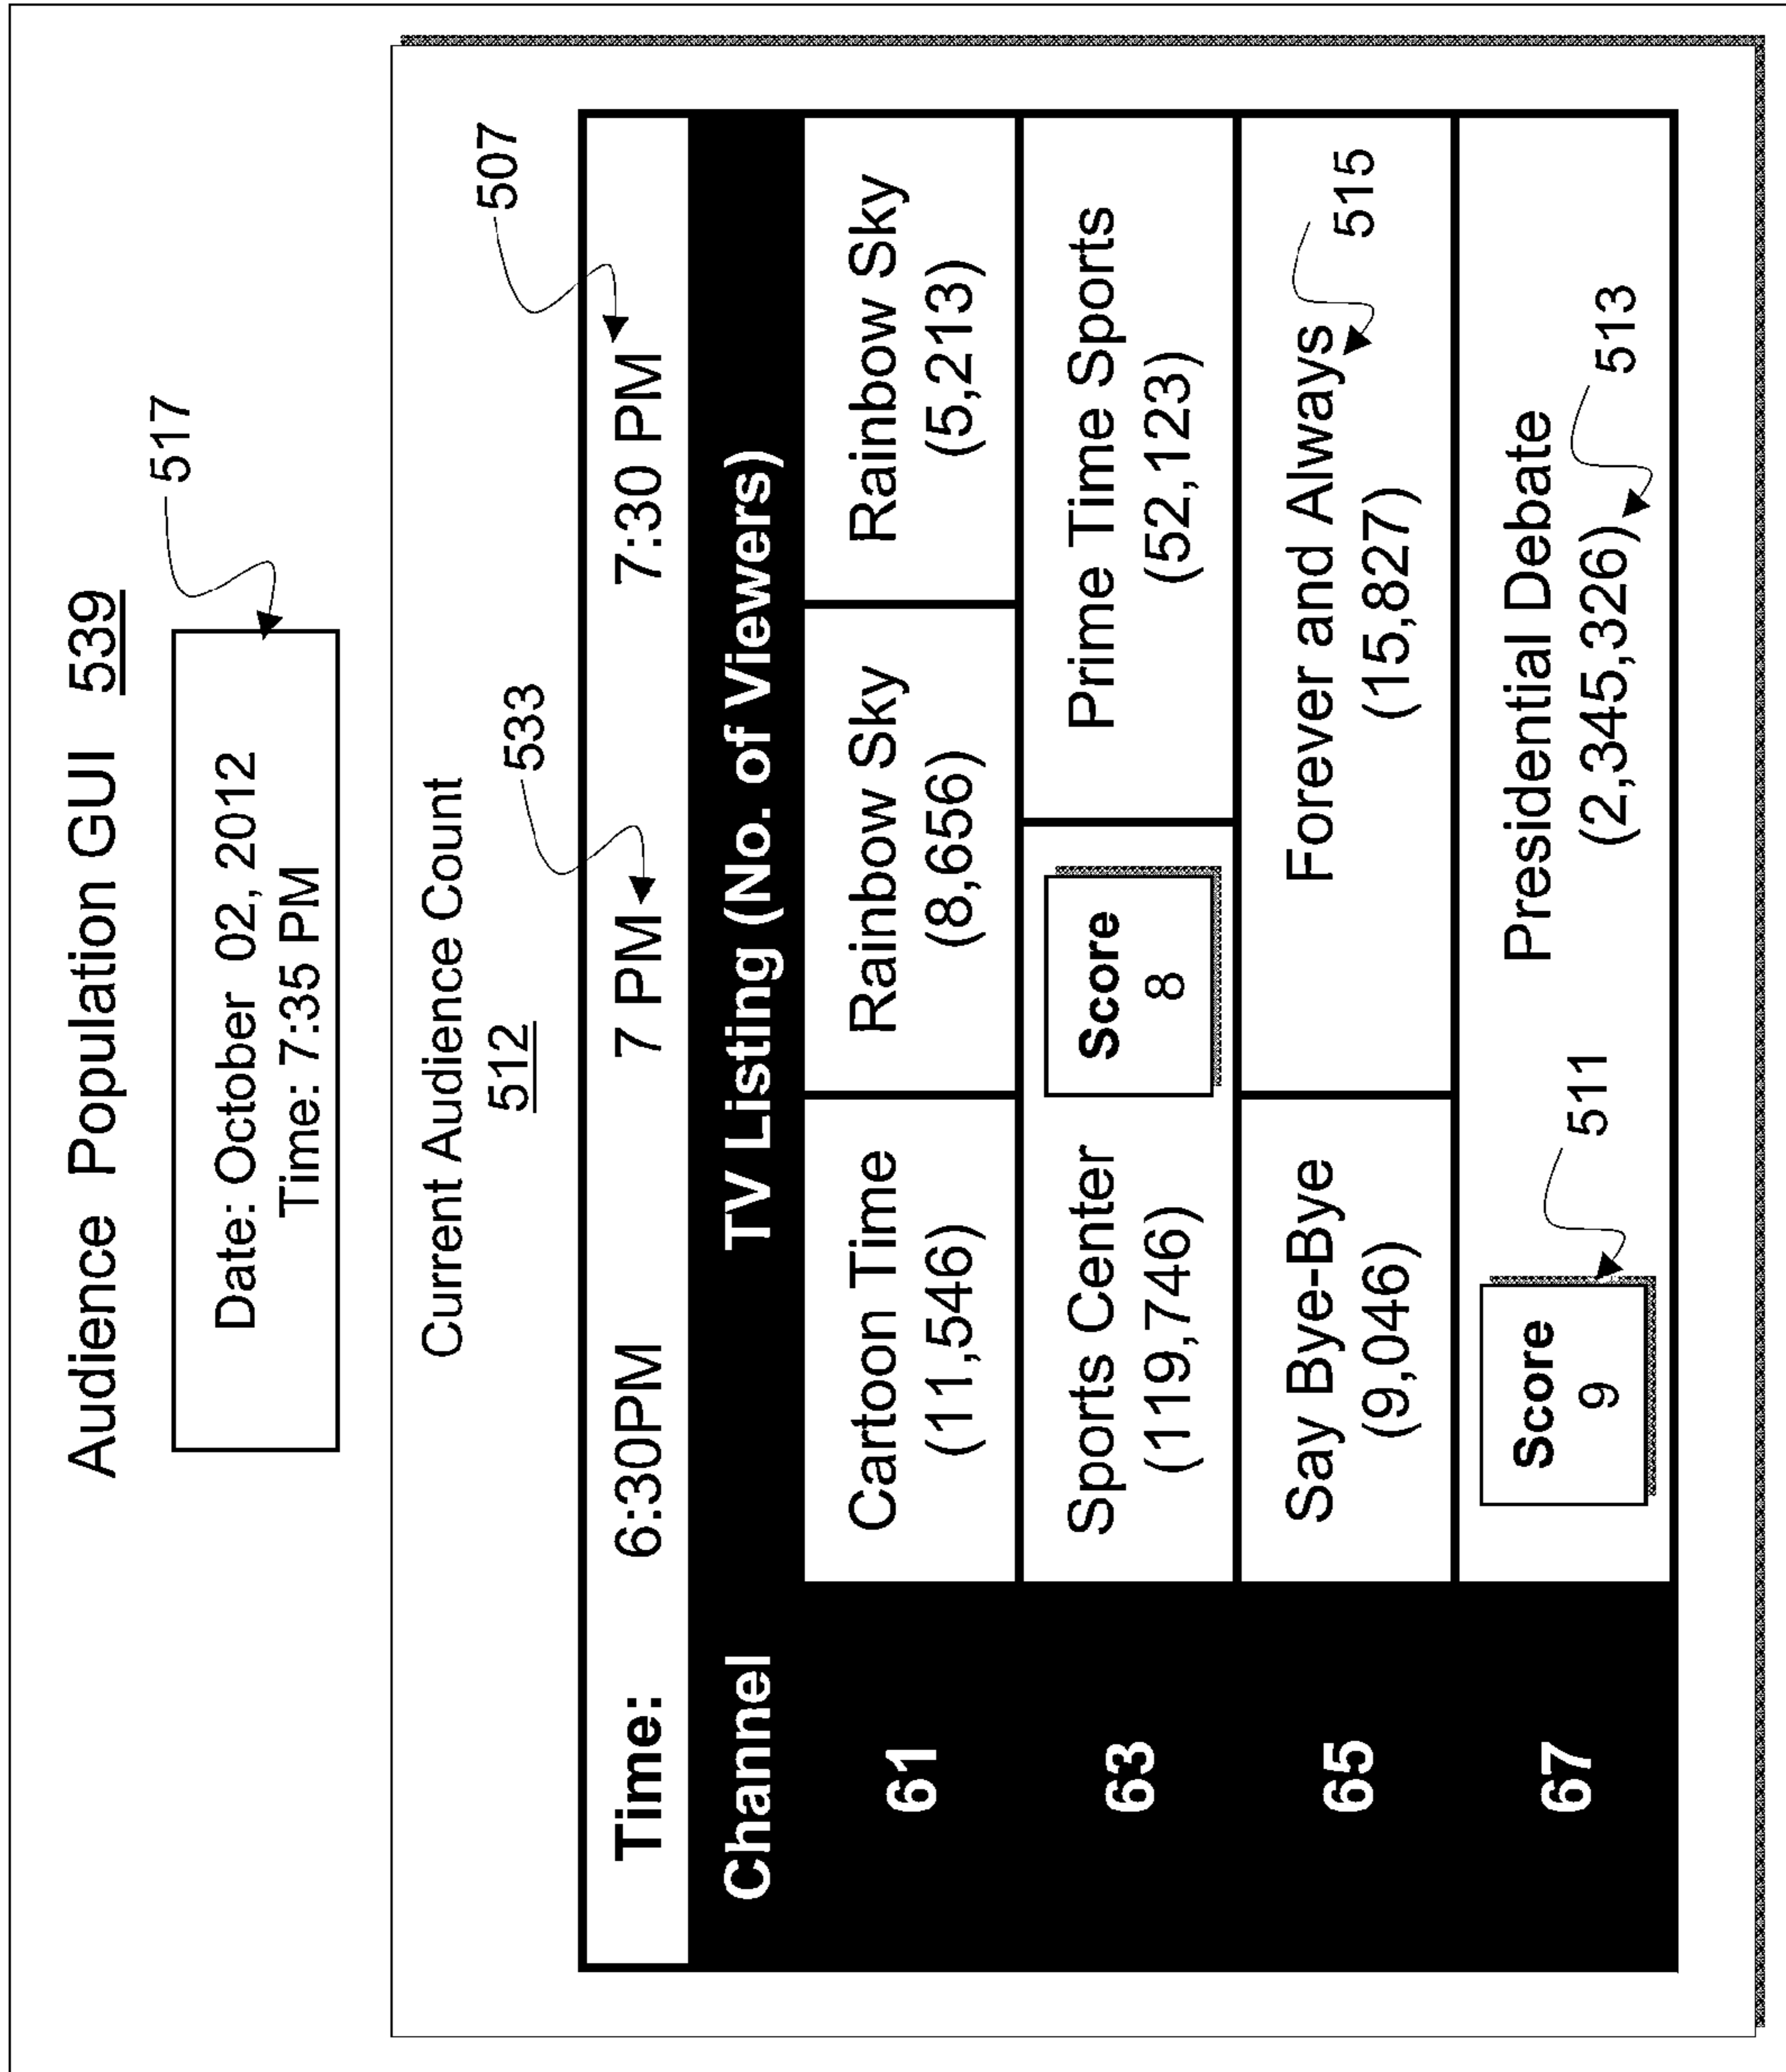 Audience Population GUI 539
517
Date: October 02, 2012
Time: 7:35 PM
Current Audience Count
512
533
507
Time: 6:30PM 7 PM 7:30 PM
Channel TV Listing (No. of Viewers)
61
Cartoon Time
(11,546)
Rainbow Sky
(8,656)
Rainbow Sky
(5,213)
63
Sports Center
(119,746)
Score
8
Prime Time Sports
(52,123)
65
Say Bye-Bye
(9,046)
Forever and Always
(15,827)
515
67
Score
9
511
Presidential Debate
(2,345,326)
513